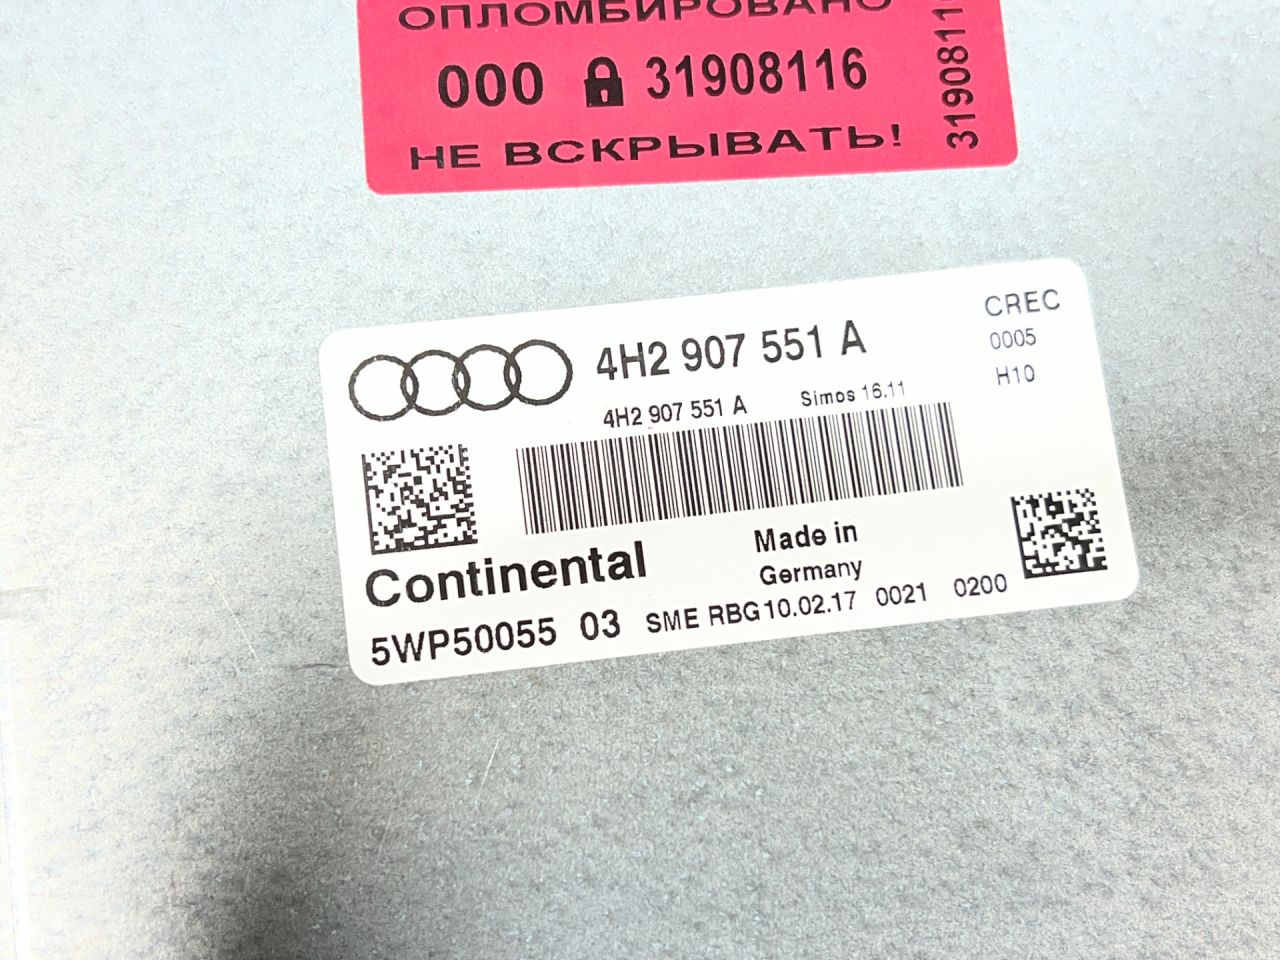 ОПЛОМБИРОВАНО
000 31908116
НЕ ВСКРЫВАТЬ!
31908116
4H2 907 551 A
CREC
0005
H10
4H2 907 551 A Simos 16.11
Continental
Made in
Germany
5WP50055 03 SME RBG10.02.17 0021 0200